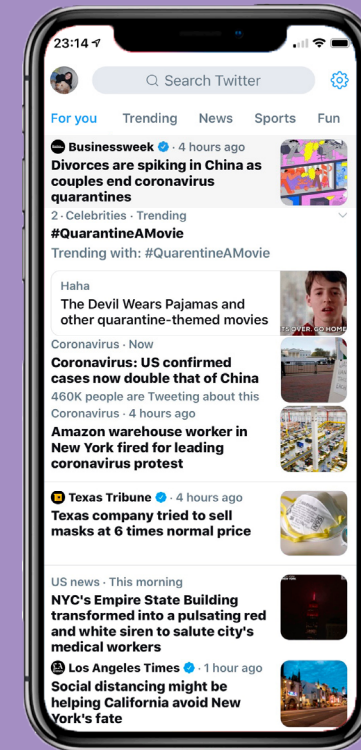 23:14
Search Twitter
For you Trending News Sports Fun
Businessweek · 4 hours ago
Divorces are spiking in China as
couples end coronavirus
quarantines
2 · Celebrities · Trending
#QuarantineAMovie
Trending with: #QuarentineAMovie
Haha
The Devil Wears Pajamas and
other quarantine-themed movies
TS OVER. GO HOME
Coronavirus · Now
Coronavirus: US confirmed
cases now double that of China
460K people are Tweeting about this
Coronavirus · 4 hours ago
Amazon warehouse worker in
New York fired for leading
coronavirus protest
Texas Tribune · 4 hours ago
Texas company tried to sell
masks at 6 times normal price
US news · This morning
NYC's Empire State Building
transformed into a pulsating red
and white siren to salute city's
medical workers
Los Angeles Times · 1 hour ago
Social distancing might be
helping California avoid New
York's fate